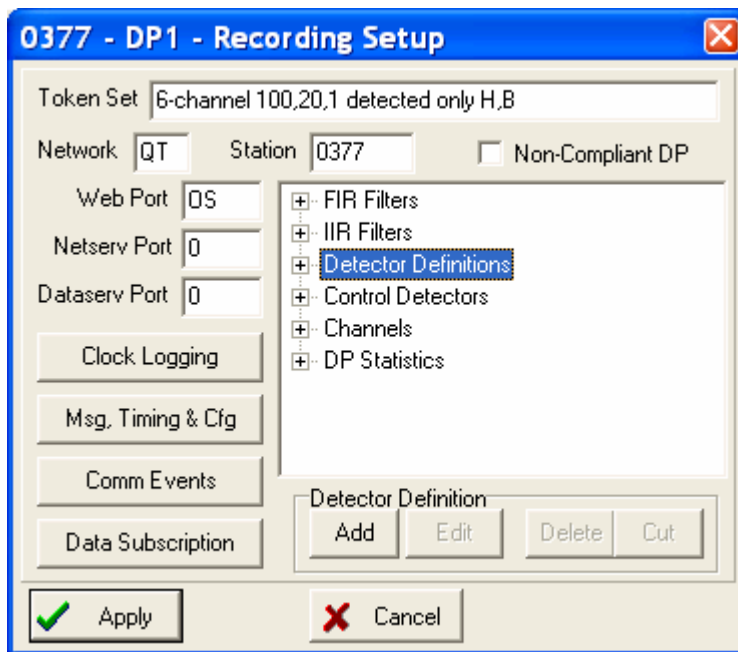 0377 - DP1 - Recording Setup
Token Set 6-channel 100,20,1 detected only H,B
Network QT Station 0377 Non-Compliant DP
Web Port OS
Netserv Port 0
Dataserv Port 0
Clock Logging
Msg, Timing & Cfg
Comm Events
Data Subscription
FIR Filters
IIR Filters
Detector Definitions
Control Detectors
Channels
DP Statistics
Detector Definition
Add Edit Delete Cut
Apply Cancel